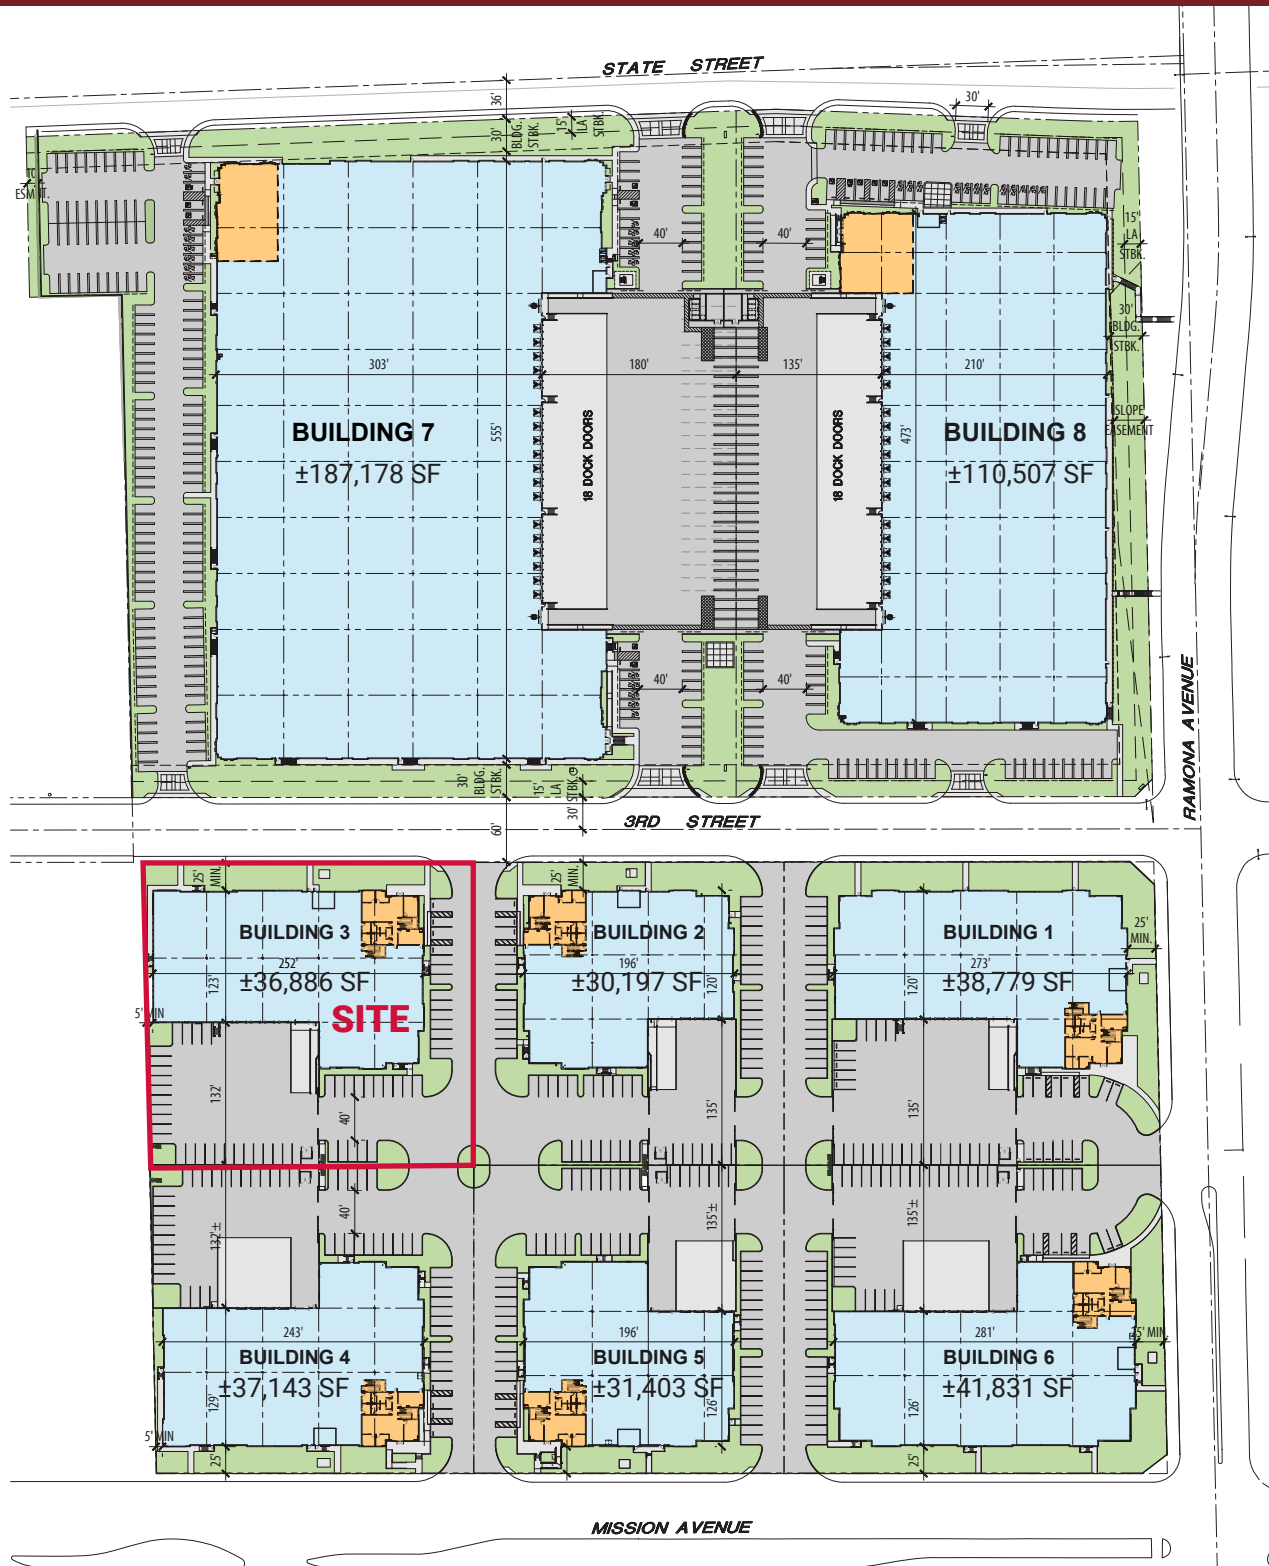 STATE STREET
36'
30'
BLDG.
STBK.
15'
LA
STBK.
30'
ESMT.
40'
40'
15'
LA
STBK.
30'
BLDG.
STBK.
303'
180'
135'
210'
BUILDING 7
±187,178 SF
555'
18 DOCK DOORS
18 DOCK DOORS
473'
BUILDING 8
±110,507 SF
SLOPE
EASEMENT
40'
40'
RAMONA AVENUE
30'
BLDG.
STBK.
15'
LA
STBK.
30'
60'
3RD STREET
25'
MIN.
25'
MIN.
25'
MIN.
BUILDING 3
252'
±36,886 SF
123'
SITE
5' MIN
BUILDING 2
196'
±30,197 SF
120'
BUILDING 1
273'
±38,779 SF
120'
132'
40'
135'
135'
132'±
40'
135'±
135'±
243'
BUILDING 4
±37,143 SF
129'
5' MIN
25'
196'
BUILDING 5
±31,403 SF
126'
281'
BUILDING 6
±41,831 SF
126'
25' MIN
25'
MISSION AVENUE